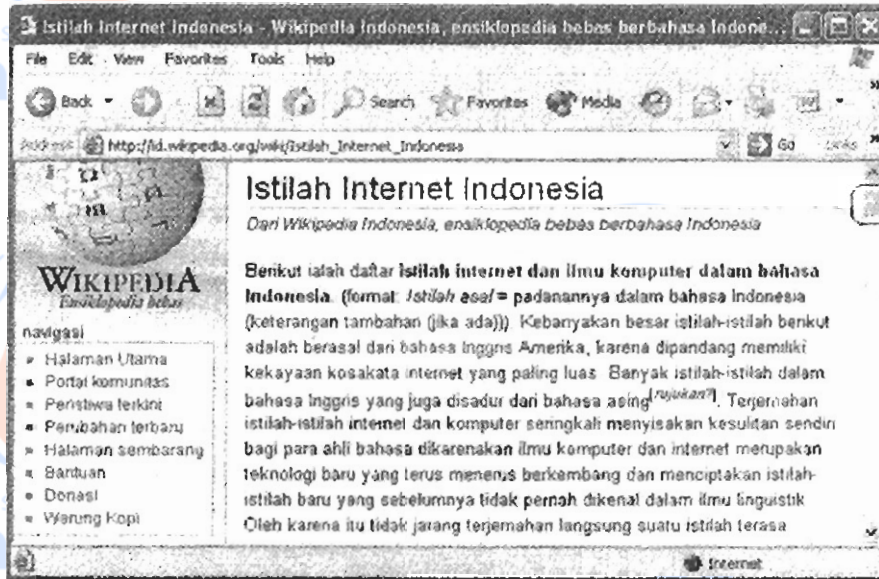 Istilah Internet Indonesia - Wikipedia Indonesia, ensiklopedia bebas berbahasa Indone...
File Edit View Favorites Tools Help
Back Search Favorites Media
Address http://id.wikipedia.org/wiki/Istilah_Internet_Indonesia Go Links
WIKIPEDIA
Ensiklopedia bebas
navigasi
Halaman Utama
Portal komunitas
Peristiwa terkini
Perubahan terbaru
Halaman sembarang
Bantuan
Donasi
Warung Kopi
Istilah Internet Indonesia
Dari Wikipedia Indonesia, ensiklopedia bebas berbahasa Indonesia
Berikut ialah daftar istilah internet dan ilmu komputer dalam bahasa
Indonesia. (format: Istilah asal = padanannya dalam bahasa Indonesia
(keterangan tambahan (jika ada))). Kebanyakan besar istilah-istilah berikut
adalah berasal dari bahasa Inggris Amerika, karena dipandang memiliki
kekayaan kosakata internet yang paling luas. Banyak istilah-istilah dalam
bahasa Inggris yang juga disadur dari bahasa asing[rujukan?]. Terjemahan
istilah-istilah internet dan komputer seringkali menyisakan kesulitan sendiri
bagi para ahli bahasa dikarenakan ilmu komputer dan internet merupakan
teknologi baru yang terus menerus berkembang dan menciptakan istilah-
istilah baru yang sebelumnya tidak pernah dikenal dalam ilmu linguistik.
Oleh karena itu tidak jarang terjemahan langsung suatu istilah terasa
Internet